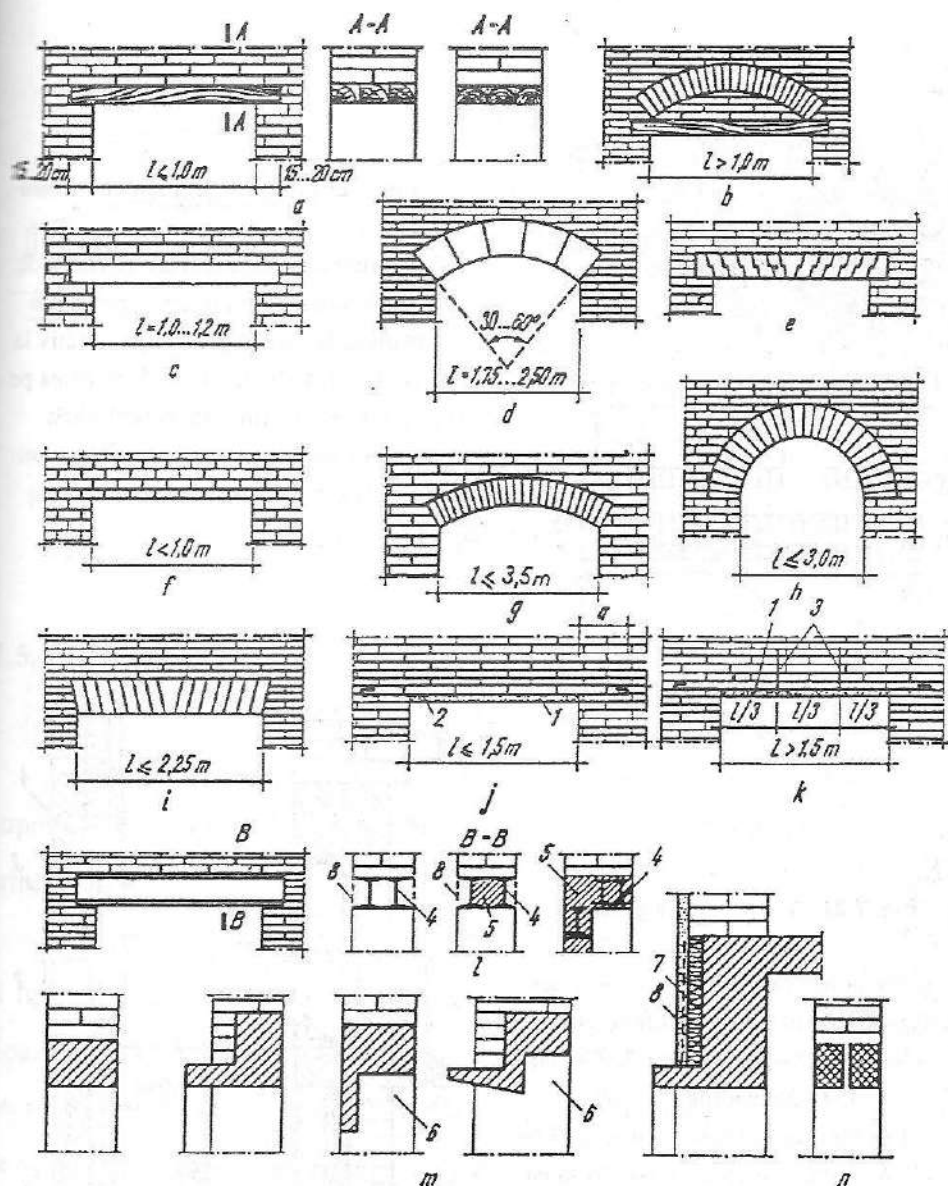 A
A-A
A-A
A
l ⩽ 1,0 m
15...20 cm
a
l > 1,0 m
b
l = 1,0...1,2 m
c
30...60°
l = 1,75...2,50 m
d
e
l < 1,0 m
f
l ⩽ 3,5 m
g
a
l ⩽ 3,0 m
h
1
3
l ⩽ 2,25 m
i
2
1
l ⩽ 1,5 m
j
l/3
l/3
l/3
l > 1,5 m
k
B
B
B-B
8
4
8
5
4
5
4
l
7
8
6
6
m
n